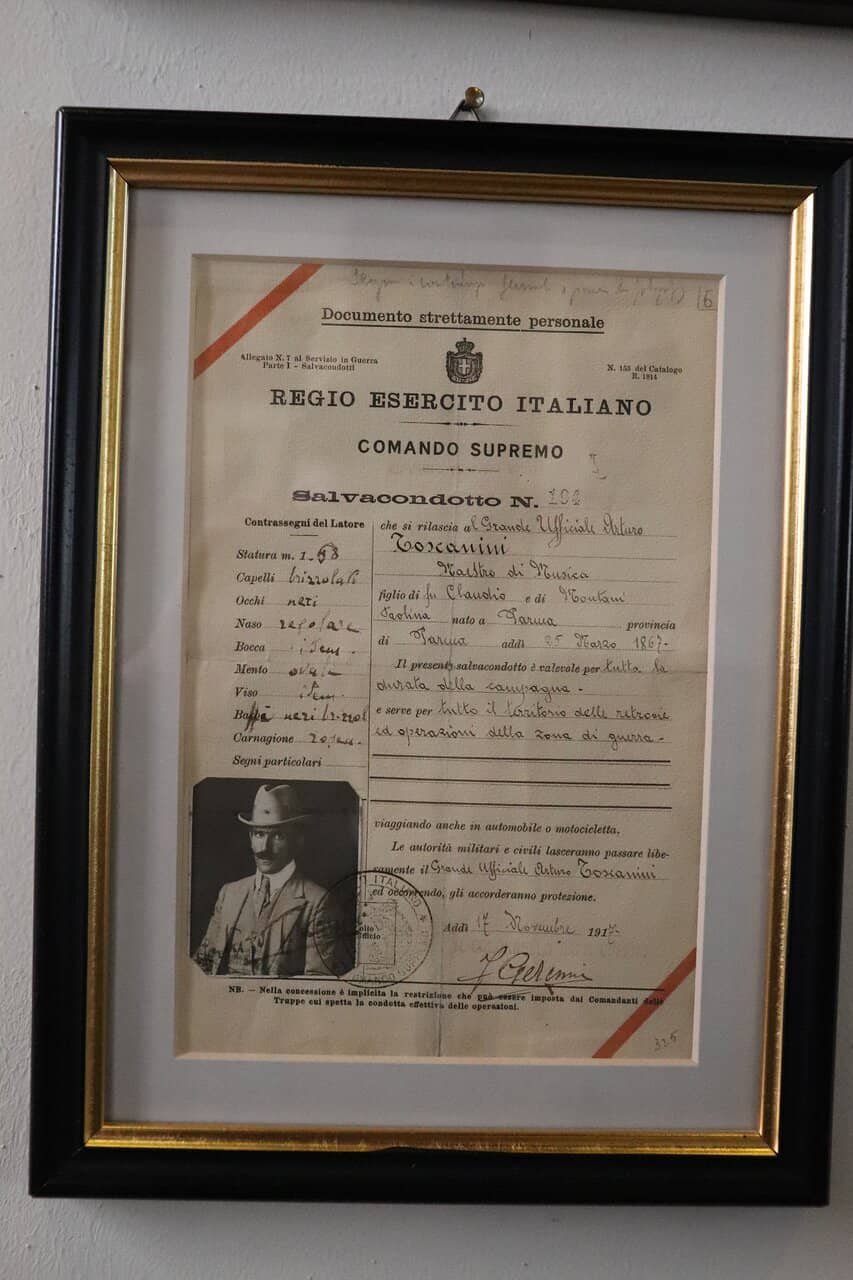 16
Documento strettamente personale
Allegato N. 7 al Servizio in Guerra
Parte I - Salvacondotti
N. 153 del Catalogo
R. 1914
REGIO ESERCITO ITALIANO
COMANDO SUPREMO
Salvacondotto N. 104
Contrassegni del Latore
Statura m. 1.68
Capelli brizzolati
Occhi neri
Naso regolare
Bocca idem.
Mento ovale
Viso idem.
Baffi neri brizzol
Carnagione rosea.
Segni particolari
che si rilascia al Grande Ufficiale Arturo
Toscanini
Maestro di Musica
figlio di fu Claudio e di Montani
Paolina nato a Parma provincia
di Parma addì 25 Marzo 1867-
Il presente salvacondotto è valevole per tutta la
durata della campagna -
e serve per tutto il territorio delle retrovie
ed operazioni della zona di guerra -
viaggiando anche in automobile o motocicletta.
Le autorità militari e civili lasceranno passare libe-
ramente il Grande Ufficiale Arturo Toscanini
ed occorrendo, gli accorderanno protezione.
Addì 17 Novembre 1917
NB. - Nella concessione è implicita la restrizione che può essere imposta dai Comandanti delle
Truppe cui spetta la condotta effettiva delle operazioni.
326